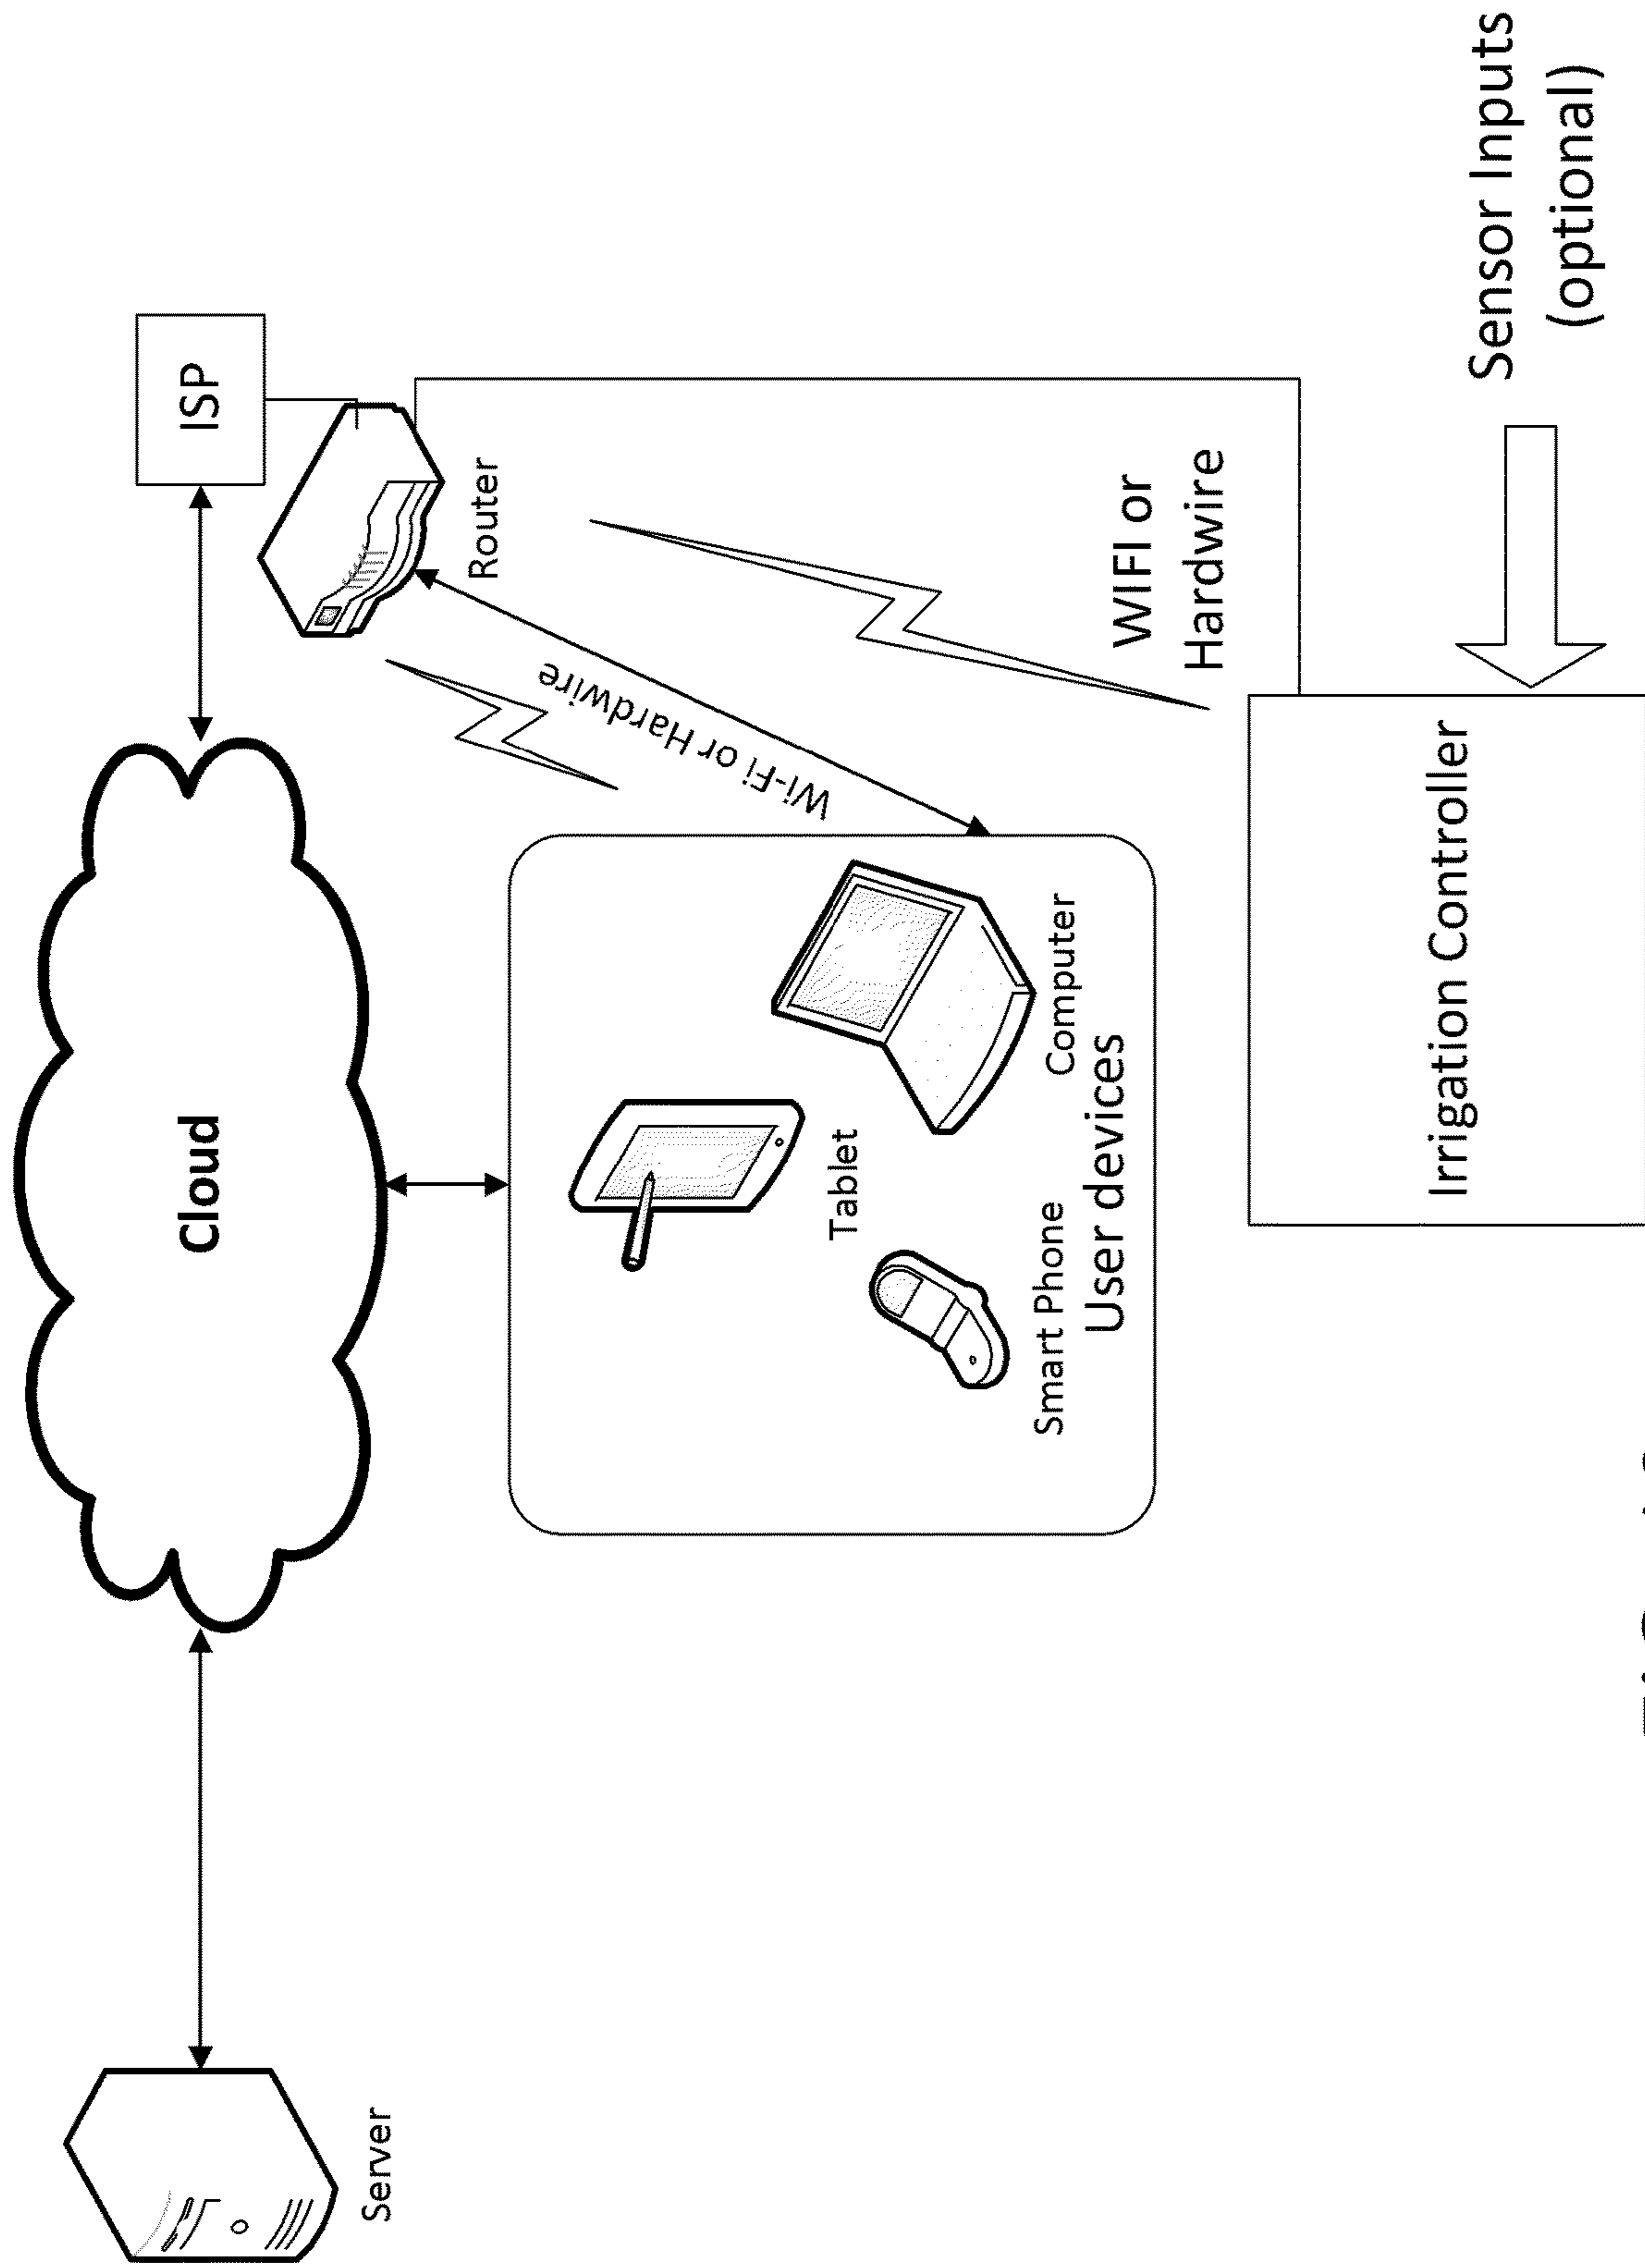 Server
Cloud
ISP
Router
Wi-Fi or Hardwire
Tablet
Smart Phone
Computer
User devices
WIFI or
Hardwire
Irrigation Controller
Sensor Inputs
(optional)